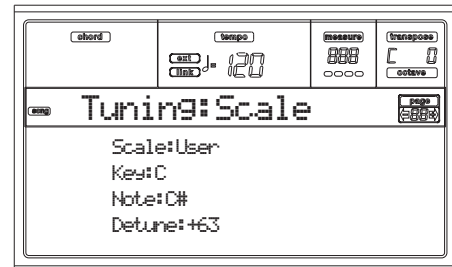 chord tempo measure transpose
ext link ♩= 120 888 C 0
octave
song Tuning:Scale page 88
Scale:User
Key:C
Note:C#
Detune:+63